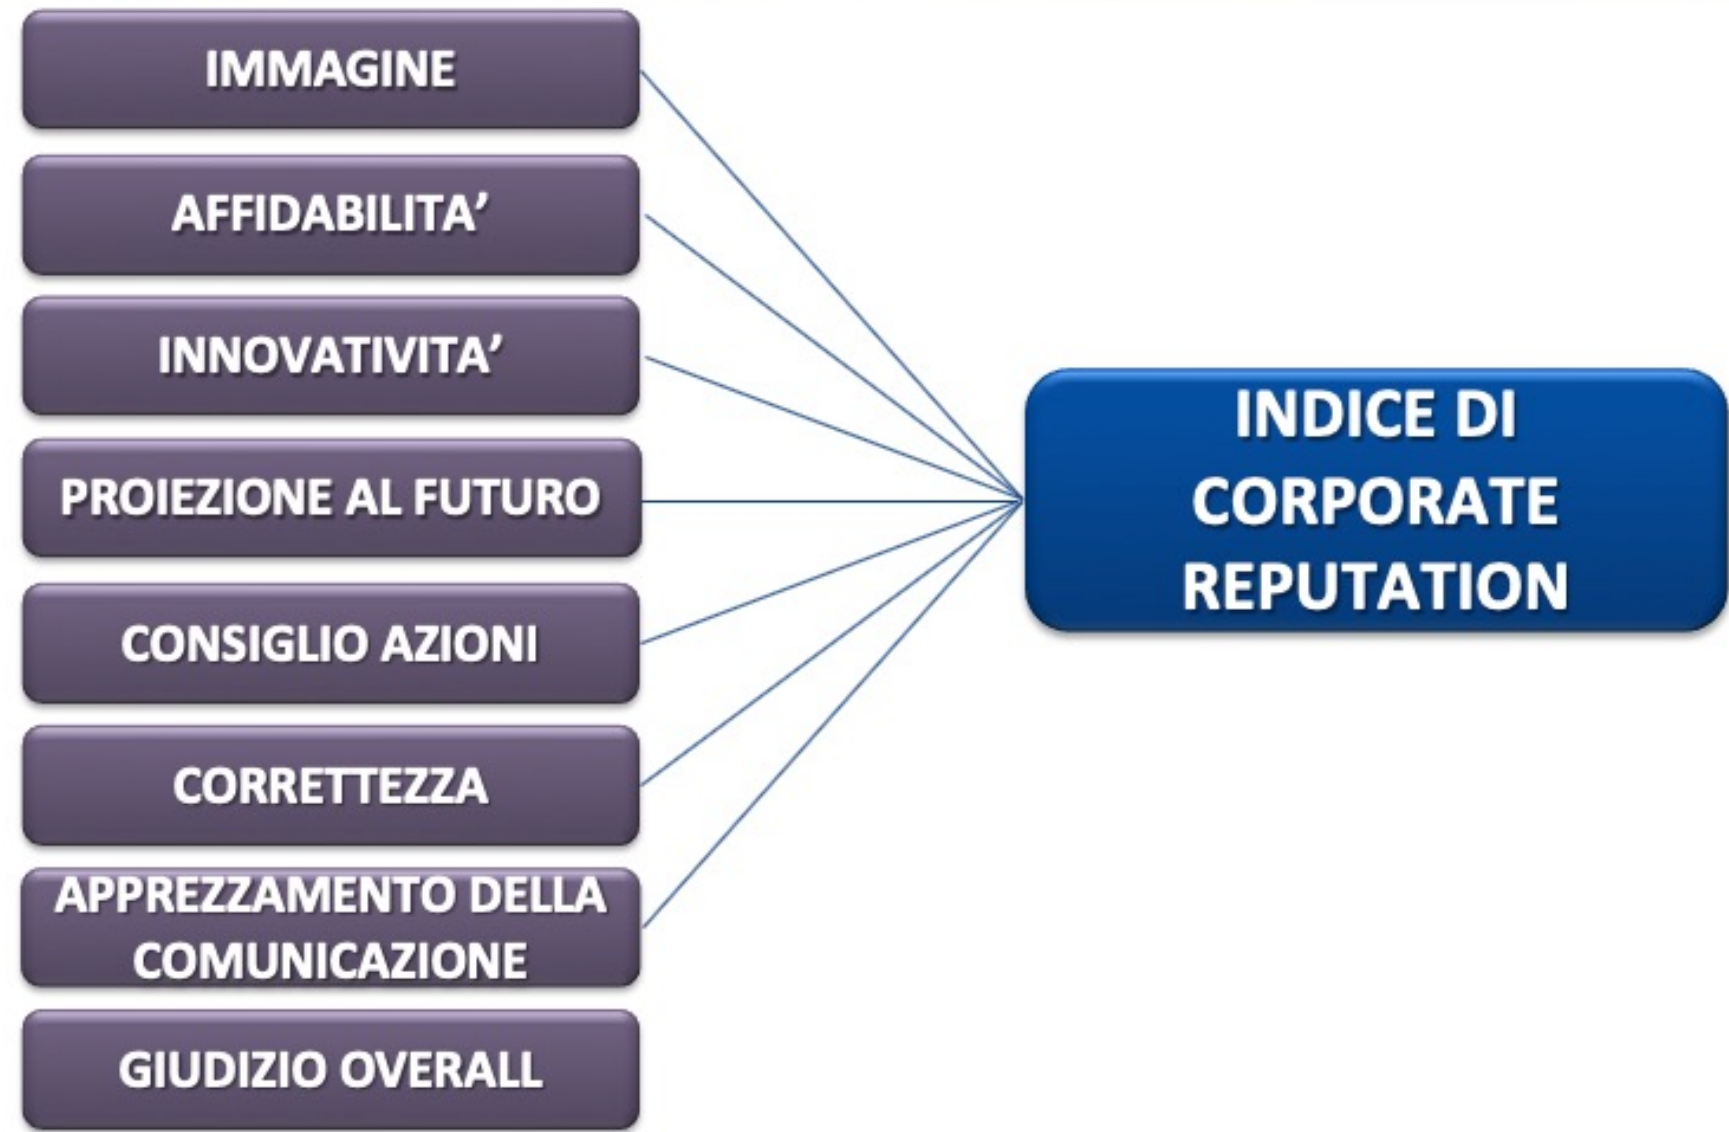 IMMAGINE
AFFIDABILITA’
INNOVATIVITA’
PROIEZIONE AL FUTURO
CONSIGLIO AZIONI
CORRETTEZZA
APPREZZAMENTO DELLA
COMUNICAZIONE
GIUDIZIO OVERALL
INDICE DI
CORPORATE
REPUTATION